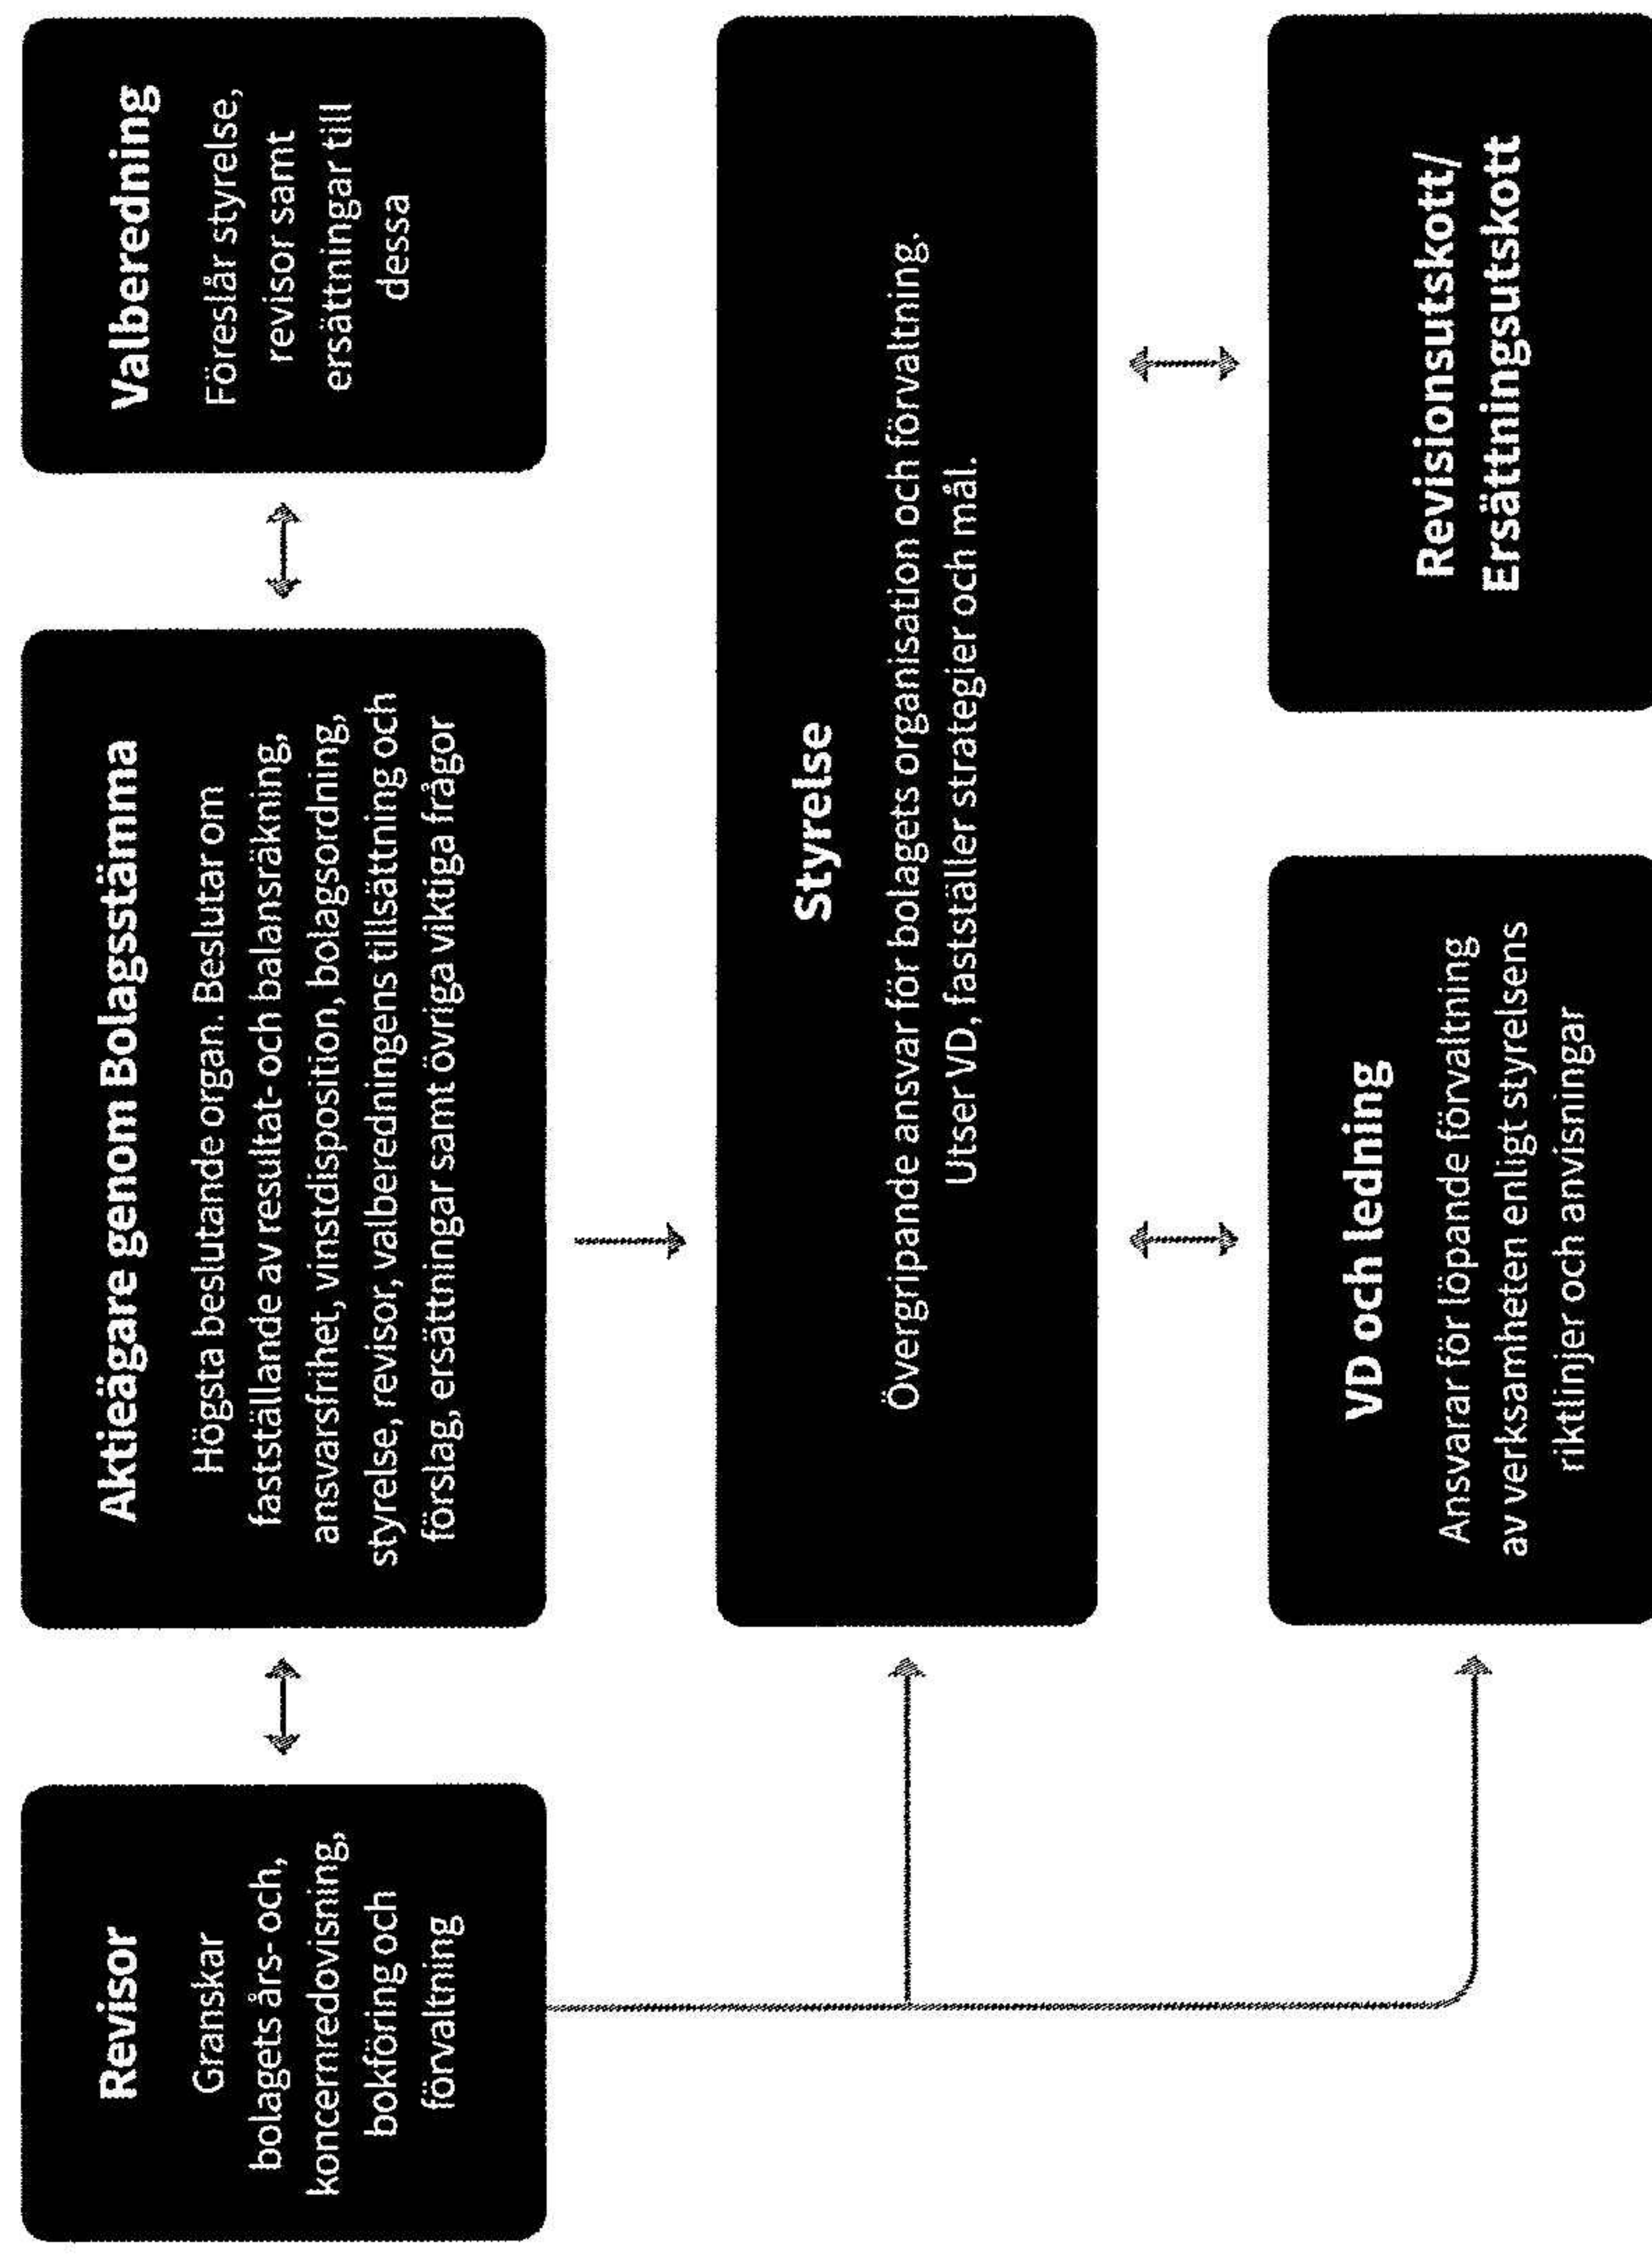 Revisor
Granskar
bolagets års- och,
koncernredovisning,
bokföring och
förvaltning
Aktieägare genom Bolagsstämma
Högsta beslutande organ. Beslutar om
fastställande av resultat- och balansräkning,
ansvarsfrihet, vinstdisposition, bolagsordning,
styrelse, revisor, valberedningens tillsättning och
förslag, ersättningar samt övriga viktiga frågor
Valberedning
Föreslår styrelse,
revisor samt
ersättningar till
dessa
Styrelse
Övergripande ansvar för bolagets organisation och förvaltning.
Utser VD, fastställer strategier och mål.
VD och ledning
Ansvarar för löpande förvaltning
av verksamheten enligt styrelsens
riktlinjer och anvisningar
Revisionsutskott/
Ersättningsutskott